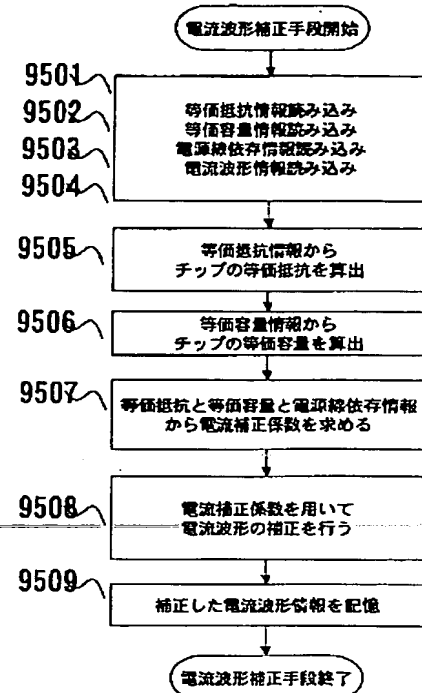 電流波形補正手段開始
9501
9502
9503
9504
等価抵抗情報読み込み
等価容量情報読み込み
電源線依存情報読み込み
電流波形情報読み込み
9505
等価抵抗情報から
チップの等価抵抗を算出
9506
等価容量情報から
チップの等価容量を算出
9507
等価抵抗と等価容量と電源線依存情報
から電流補正係数を求める
9508
電流補正係数を用いて
電流波形の補正を行う
9509
補正した電流波形情報を記憶
電流波形補正手段終了